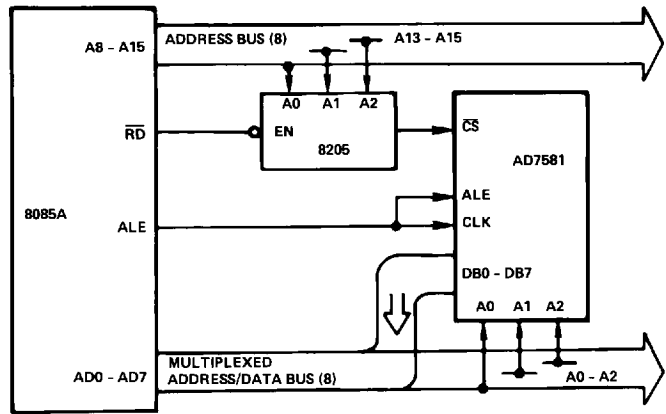 ADDRESS BUS (8)
A13 – A15
A8 – A15
A0 A1 A2
RD
EN
8205
CS
AD7581
8085A
ALE
ALE
CLK
DB0 – DB7
A0 A1 A2
MULTIPLEXED
ADDRESS/DATA BUS (8)
AD0 – AD7
A0 – A2